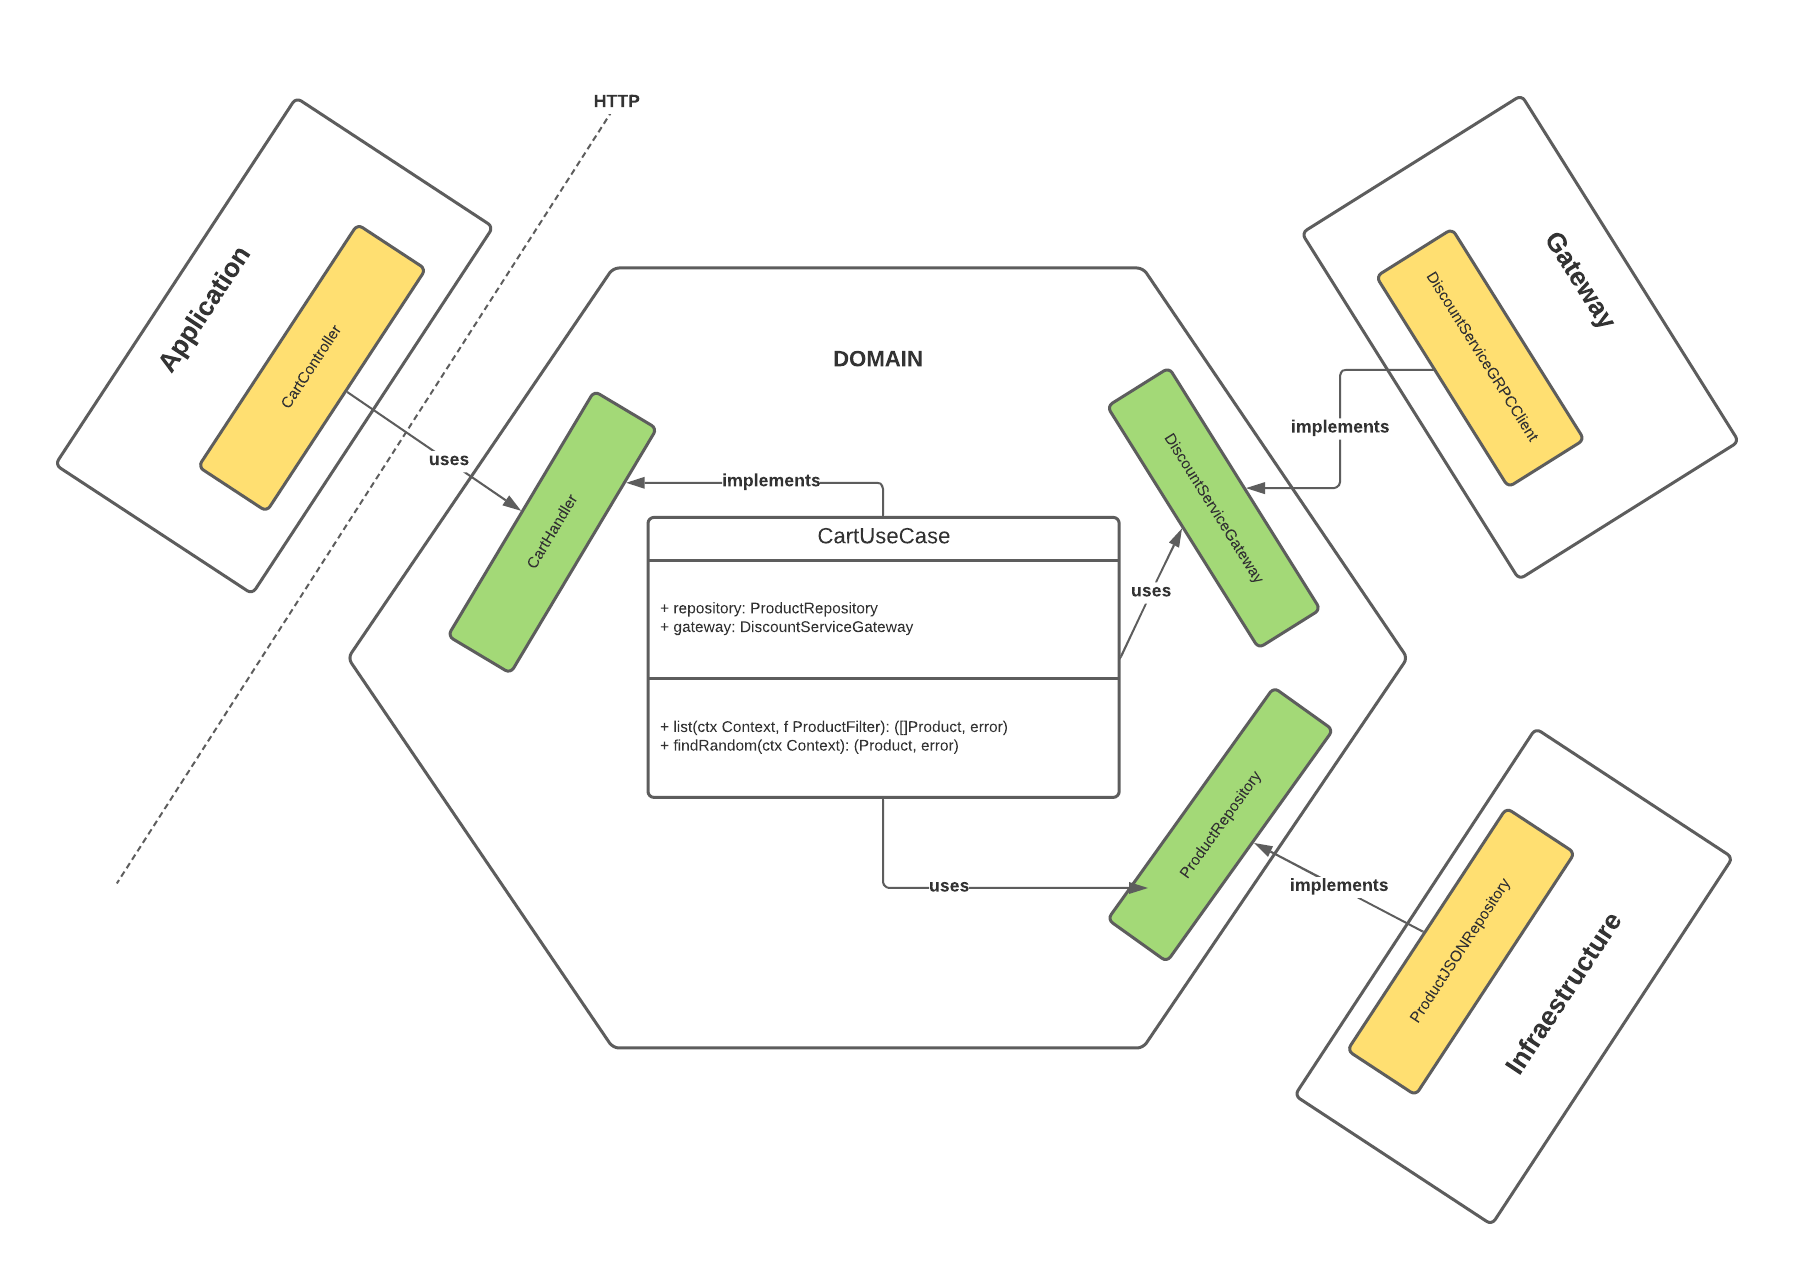 HTTP
Application
CartController
uses
DOMAIN
CartHandler
implements
CartUseCase
+ repository: ProductRepository
+ gateway: DiscountServiceGateway
+ list(ctx Context, f ProductFilter): ([]Product, error)
+ findRandom(ctx Context): (Product, error)
uses
DiscountServiceGateway
implements
DiscountServiceGRPCClient
Gateway
uses
ProductRepository
implements
ProductJSONRepository
Infraestructure